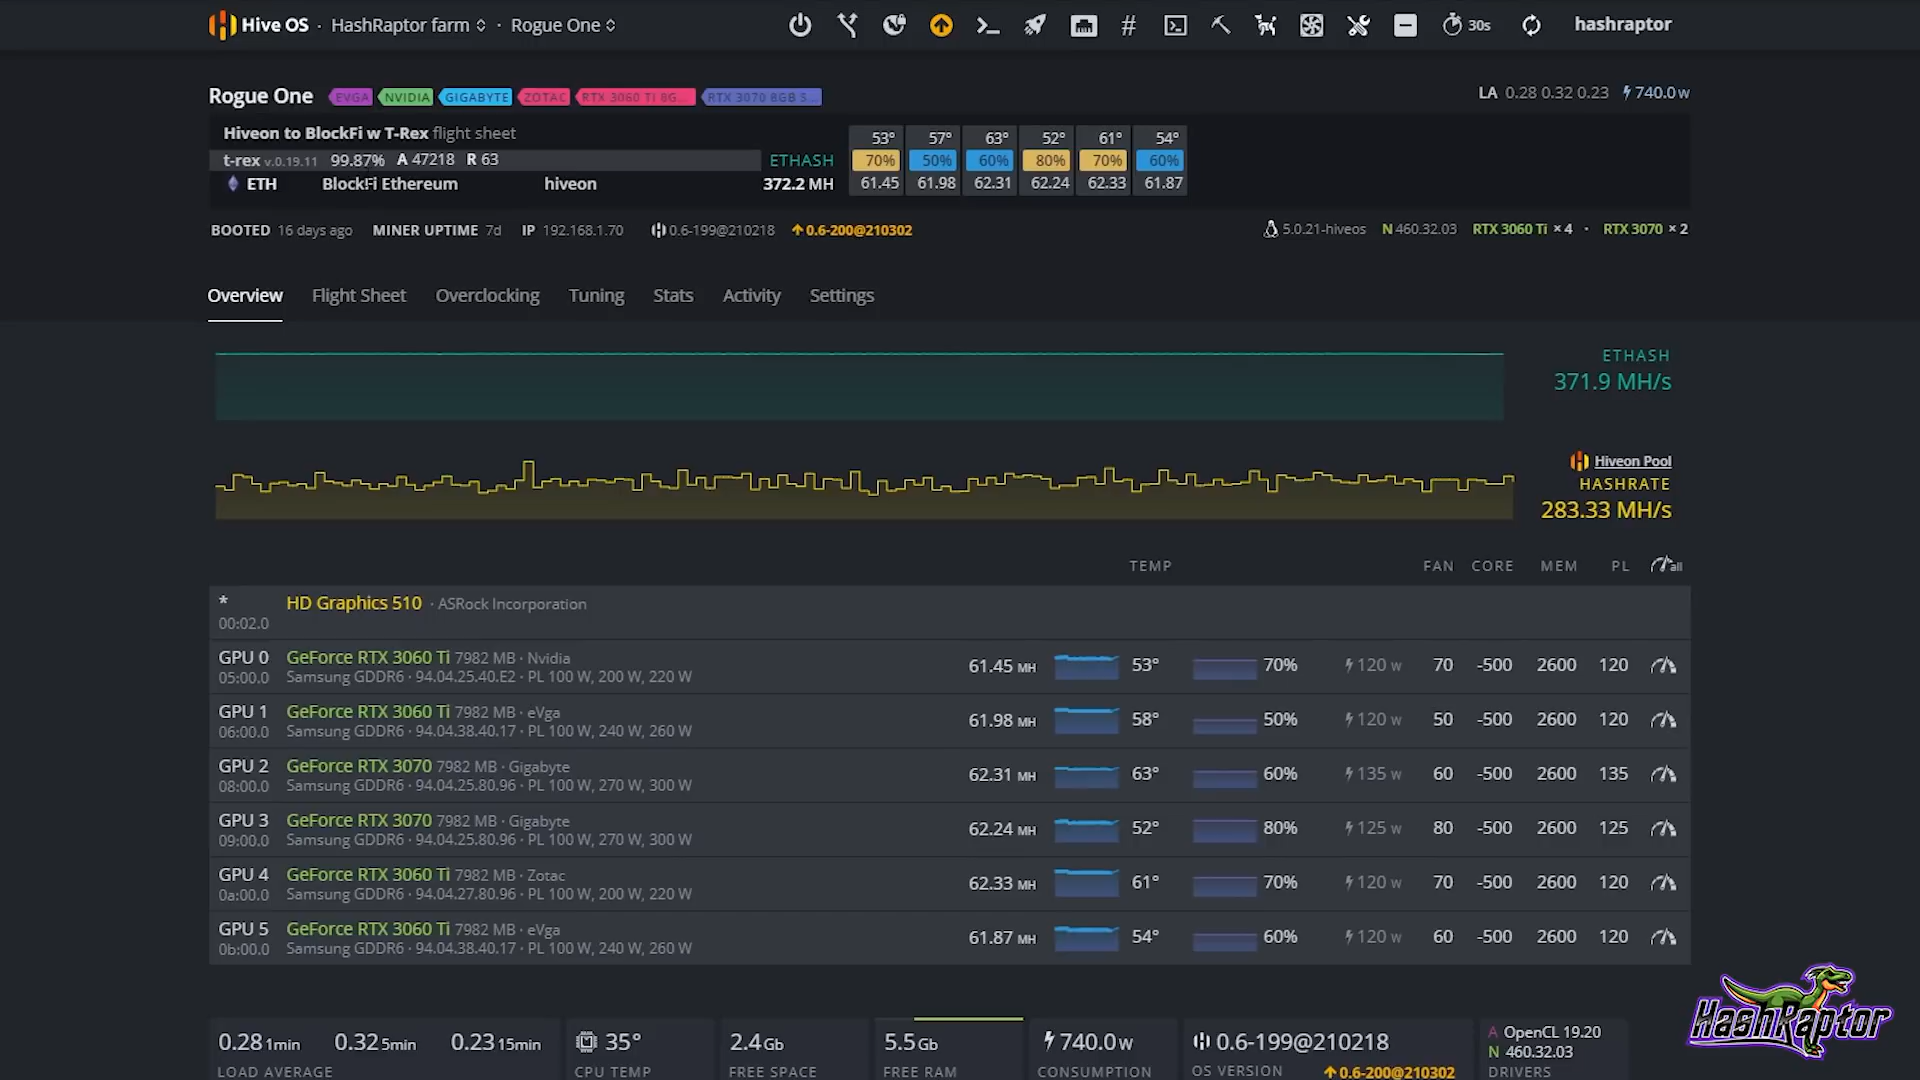 Hive OS · HashRaptor farm · Rogue One # 30s hashraptor
Rogue One EVGA NVIDIA GIGABYTE ZOTAC RTX 3060 TI 8G... RTX 3070 8GB S...
LA 0.28 0.32 0.23 740.0 w
Hiveon to BlockFi w T-Rex flight sheet
t-rex v.0.19.11 99.87% A 47218 R 63 ETHASH
ETH BlockFi Ethereum hiveon 372.2 MH
53° 57° 63° 52° 61° 54°
70% 50% 60% 80% 70% 60%
61.45 61.98 62.31 62.24 62.33 61.87
BOOTED 16 days ago MINER UPTIME 7d IP 192.168.1.70 0.6-199@210218 0.6-200@210302
5.0.21-hiveos N 460.32.03 RTX 3060 Ti × 4 · RTX 3070 × 2
Overview Flight Sheet Overclocking Tuning Stats Activity Settings
ETHASH
371.9 MH/s
Hiveon Pool
HASHRATE
283.33 MH/s
TEMP FAN CORE MEM PL all
* HD Graphics 510 · ASRock Incorporation
00:02.0
GPU 0 GeForce RTX 3060 Ti 7982 MB · Nvidia 61.45 MH 53° 70% 120 w 70 -500 2600 120
05:00.0 Samsung GDDR6 · 94.04.25.40.E2 · PL 100 W, 200 W, 220 W
GPU 1 GeForce RTX 3060 Ti 7982 MB · eVga 61.98 MH 58° 50% 120 w 50 -500 2600 120
06:00.0 Samsung GDDR6 · 94.04.38.40.17 · PL 100 W, 240 W, 260 W
GPU 2 GeForce RTX 3070 7982 MB · Gigabyte 62.31 MH 63° 60% 135 w 60 -500 2600 135
08:00.0 Samsung GDDR6 · 94.04.25.80.96 · PL 100 W, 270 W, 300 W
GPU 3 GeForce RTX 3070 7982 MB · Gigabyte 62.24 MH 52° 80% 125 w 80 -500 2600 125
09:00.0 Samsung GDDR6 · 94.04.25.80.96 · PL 100 W, 270 W, 300 W
GPU 4 GeForce RTX 3060 Ti 7982 MB · Zotac 62.33 MH 61° 70% 120 w 70 -500 2600 120
0a:00.0 Samsung GDDR6 · 94.04.27.80.96 · PL 100 W, 200 W, 220 W
GPU 5 GeForce RTX 3060 Ti 7982 MB · eVga 61.87 MH 54° 60% 120 w 60 -500 2600 120
0b:00.0 Samsung GDDR6 · 94.04.38.40.17 · PL 100 W, 240 W, 260 W
0.28 1min 0.32 5min 0.23 15min 35° 2.4 Gb 5.5 Gb 740.0 w 0.6-199@210218 A OpenCL 19.20
N 460.32.03
LOAD AVERAGE CPU TEMP FREE SPACE FREE RAM CONSUMPTION OS VERSION 0.6-200@210302 DRIVERS
HashRaptor